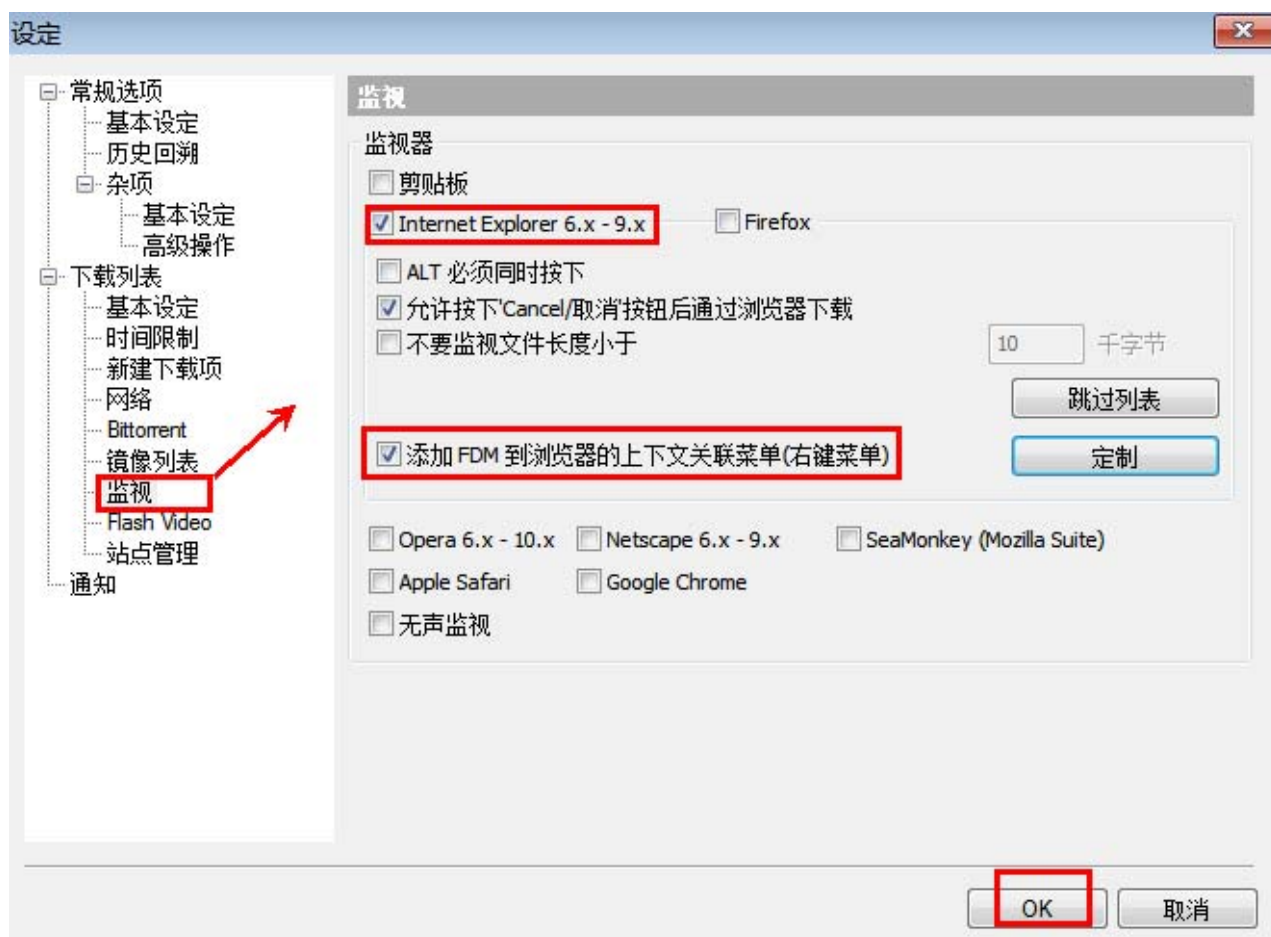 设定
常规选项
基本设定
历史回溯
杂项
基本设定
高级操作
下载列表
基本设定
时间限制
新建下载项
网络
Bittorrent
镜像列表
监视
Flash Video
站点管理
通知
监视
监视器
剪贴板
Internet Explorer 6.x - 9.x Firefox
ALT 必须同时按下
允许按下'Cancel/取消'按钮后通过浏览器下载
不要监视文件长度小于 10 千字节
跳过列表
添加 FDM 到浏览器的上下文关联菜单(右键菜单) 定制
Opera 6.x - 10.x Netscape 6.x - 9.x SeaMonkey (Mozilla Suite)
Apple Safari Google Chrome
无声监视
OK 取消